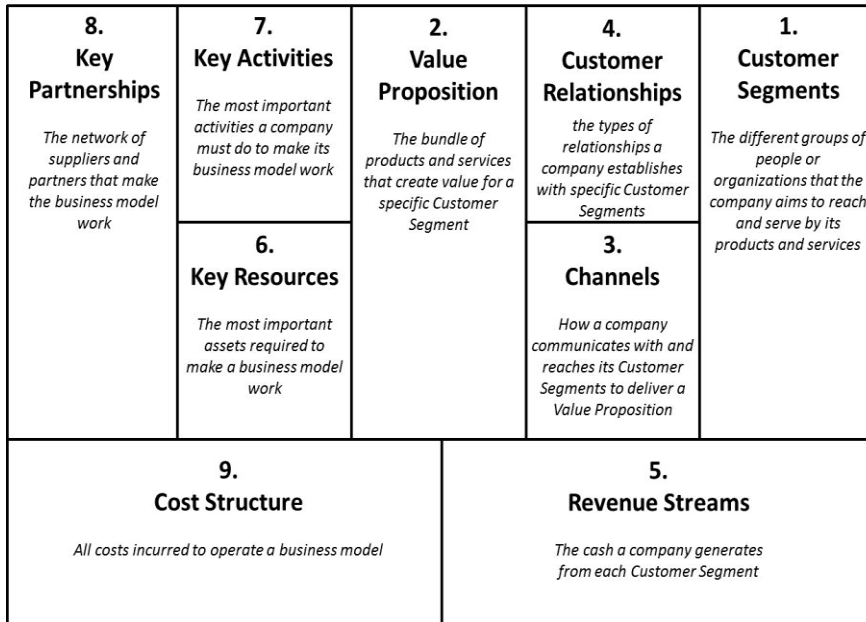 8.
Key
Partnerships
The network of
suppliers and
partners that make
the business model
work
7.
Key Activities
The most important
activities a company
must do to make its
business model work
6.
Key Resources
The most important
assets required to
make a business model
work
2.
Value
Proposition
The bundle of
products and services
that create value for a
specific Customer
Segment
4.
Customer
Relationships
the types of
relationships a
company establishes
with specific Customer
Segments
3.
Channels
How a company
communicates with and
reaches its Customer
Segments to deliver a
Value Proposition
1.
Customer
Segments
The different groups of
people or
organizations that the
company aims to reach
and serve by its
products and services
9.
Cost Structure
All costs incurred to operate a business model
5.
Revenue Streams
The cash a company generates
from each Customer Segment